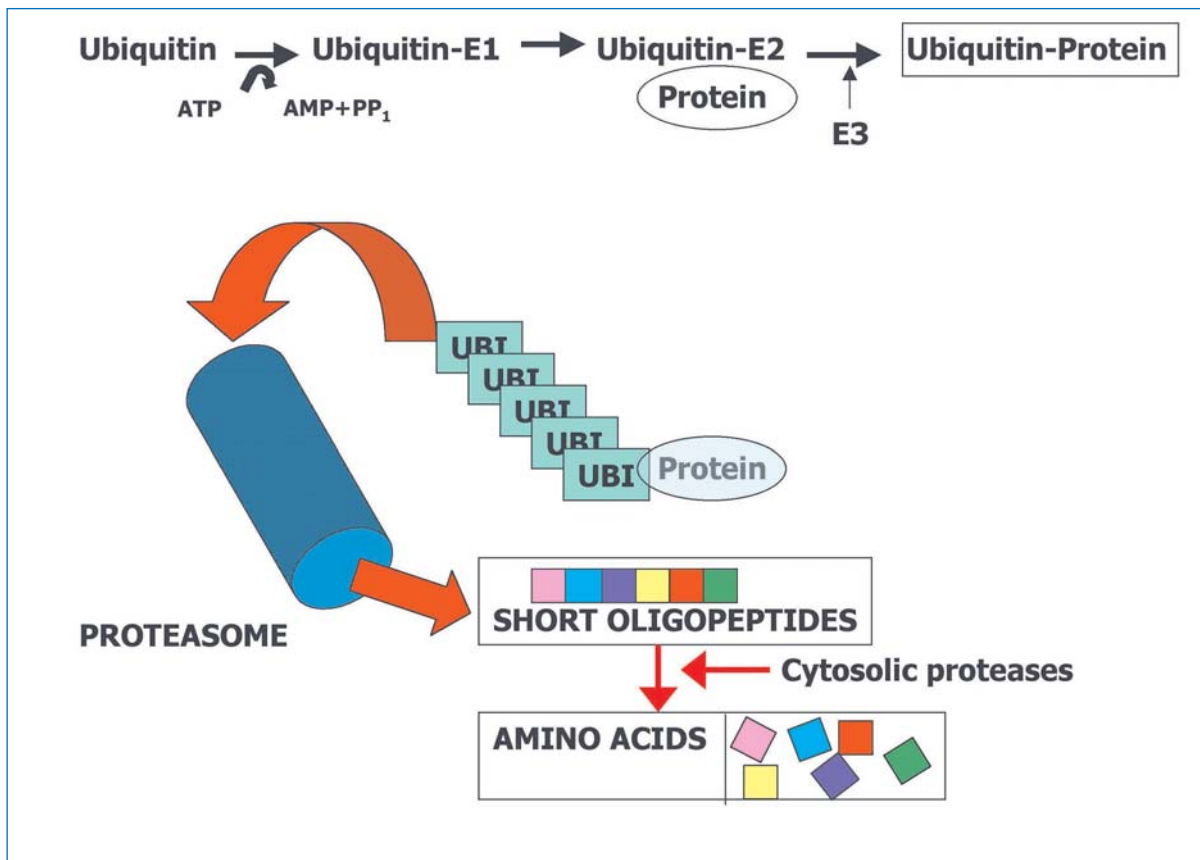 Ubiquitin Ubiquitin-E1 Ubiquitin-E2 Ubiquitin-Protein
Protein
ATP AMP+PP₁
E3
UBI
UBI
UBI
UBI
UBI Protein
SHORT OLIGOPEPTIDES
PROTEASOME
Cytosolic proteases
AMINO ACIDS